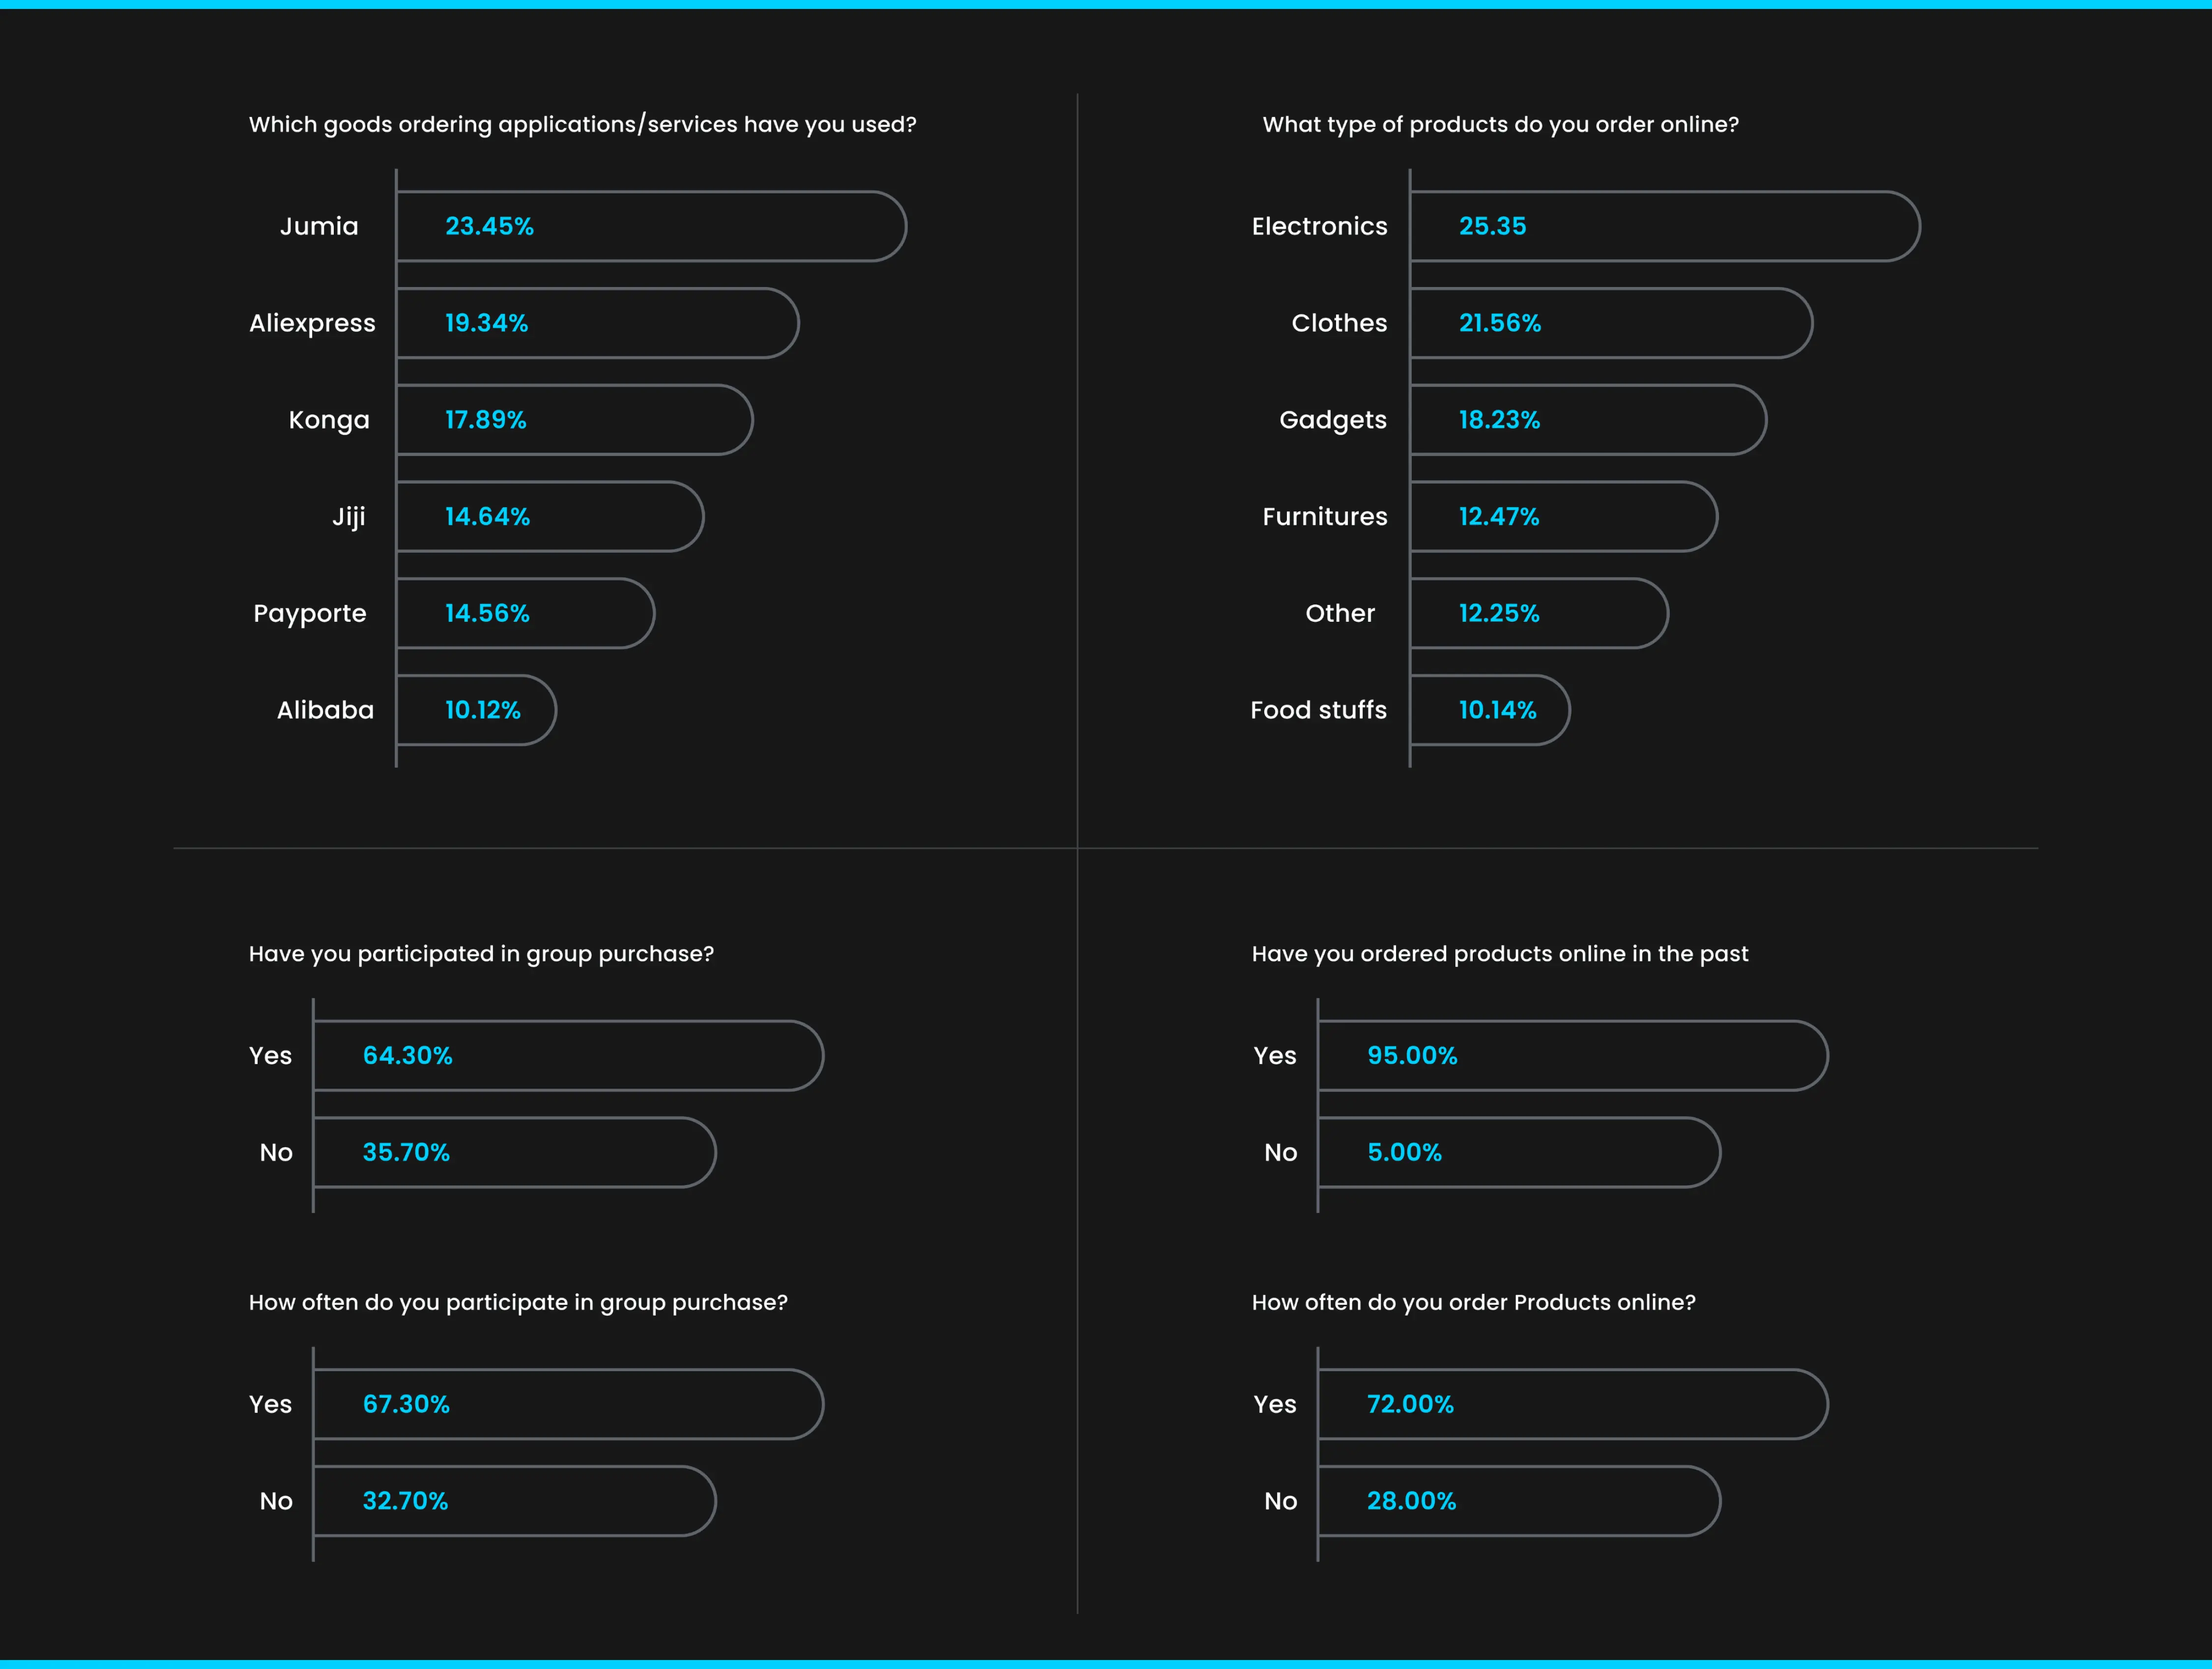 Which goods ordering applications/services have you used?
Jumia 23.45%
Aliexpress 19.34%
Konga 17.89%
Jiji 14.64%
Payporte 14.56%
Alibaba 10.12%
What type of products do you order online?
Electronics 25.35
Clothes 21.56%
Gadgets 18.23%
Furnitures 12.47%
Other 12.25%
Food stuffs 10.14%
Have you participated in group purchase?
Yes 64.30%
No 35.70%
How often do you participate in group purchase?
Yes 67.30%
No 32.70%
Have you ordered products online in the past
Yes 95.00%
No 5.00%
How often do you order Products online?
Yes 72.00%
No 28.00%